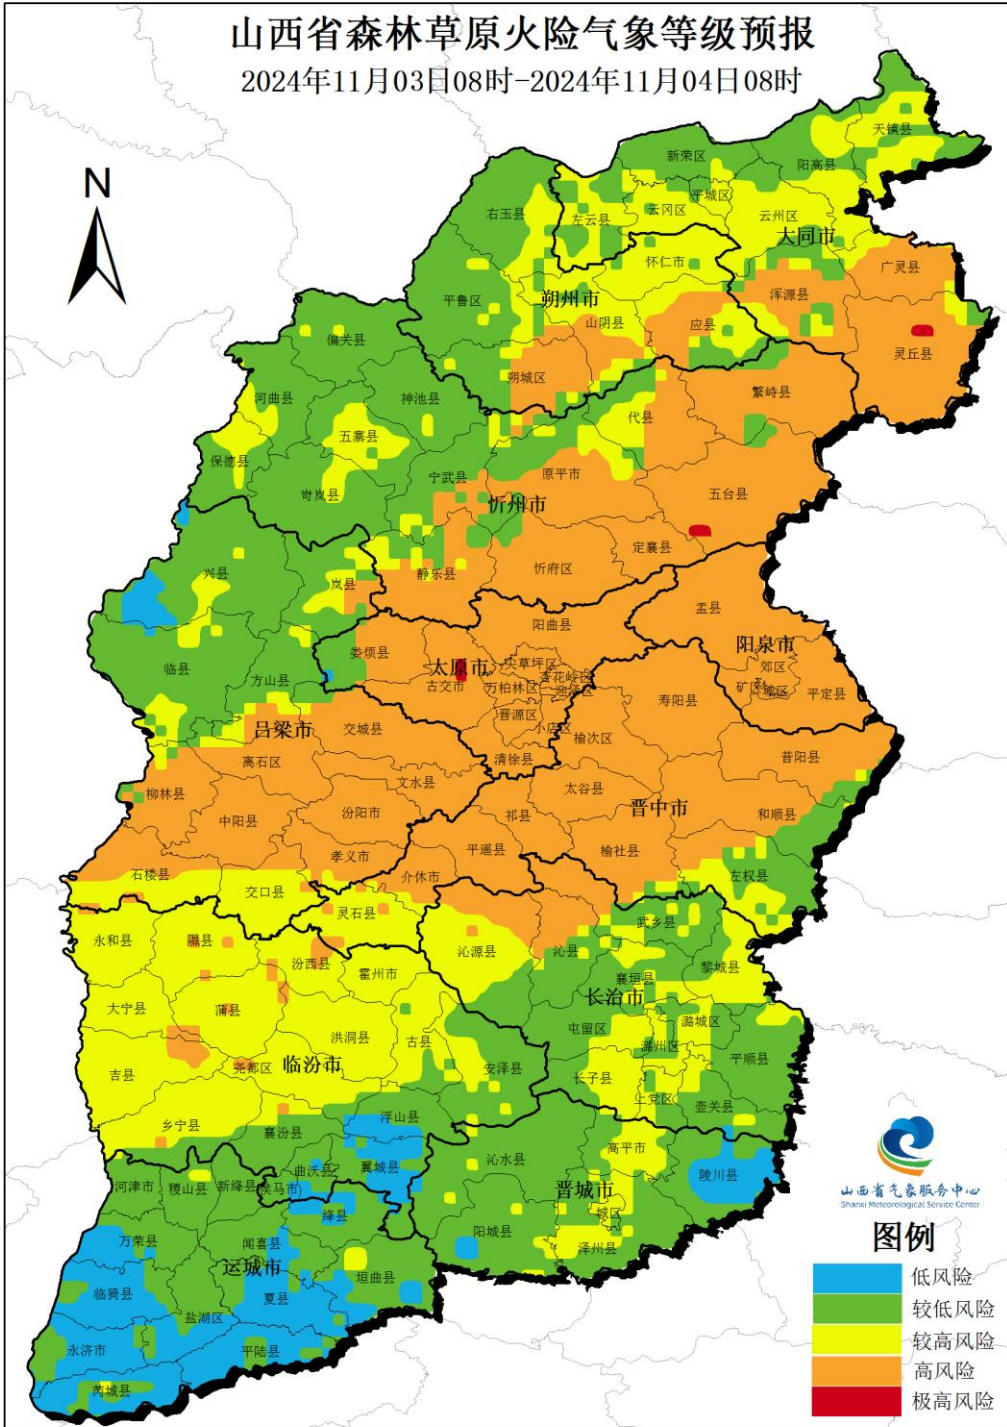 山西省森林草原火险气象等级预报
2024年11月03日08时-2024年11月04日08时
N
天镇县
新荣区
阳高县
平城区
右玉县
左云县
云冈区
云州区
大同市
怀仁市
广灵县
平鲁区
朔州市
浑源县
山阴县
应县
灵丘县
偏关县
朔城区
繁峙县
河曲县
神池县
代县
五寨县
保德县
宁武县
原平市
岢岚县
忻州市
五台县
定襄县
兴县
岚县
静乐县
忻府区
盂县
阳曲县
阳泉市
娄烦县
太原市
尖草坪区
郊区
临县
方山县
古交市
万柏林区
杏花岭区
迎泽区
矿区
城区
平定县
寿阳县
晋源区
吕梁市
交城县
小店区
榆次区
离石区
清徐县
昔阳县
文水县
太谷县
柳林县
晋中市
中阳县
汾阳市
祁县
和顺县
孝义市
平遥县
榆社县
石楼县
介休市
左权县
交口县
灵石县
武乡县
永和县
隰县
沁源县
沁县
汾西县
霍州市
襄垣县
黎城县
长治市
大宁县
蒲县
潞城区
洪洞县
古县
屯留区
潞州区
平顺县
吉县
尧都区
临汾市
安泽县
长子县
上党区
壶关县
乡宁县
浮山县
襄汾县
高平市
沁水县
曲沃县
翼城县
陵川县
河津市
稷山县
新绛县
侯马市
晋城市
绛县
城区
万荣县
闻喜县
阳城县
泽州县
运城市
垣曲县
临猗县
夏县
盐湖区
永济市
平陆县
芮城县
山西省气象服务中心
Shanxi Meteorological Service Center
图例
低风险
较低风险
较高风险
高风险
极高风险